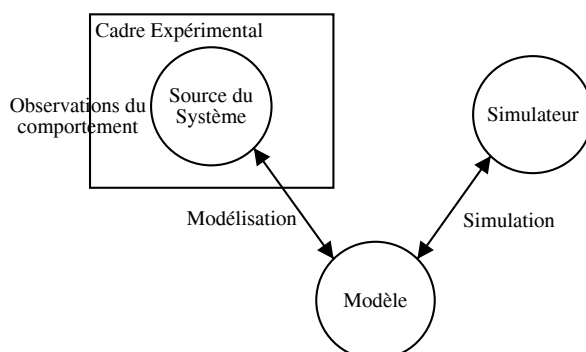 Cadre Expérimental
Source du
Système
Observations du
comportement
Simulateur
Modélisation
Simulation
Modèle